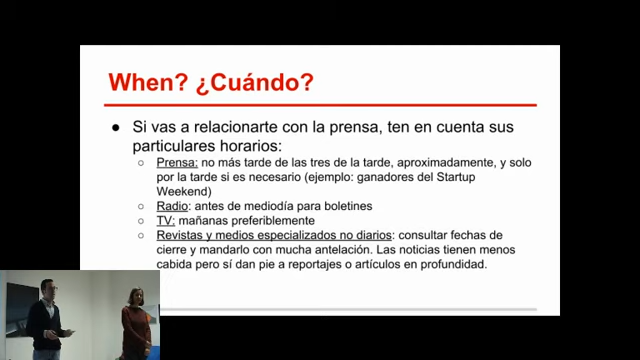 When? ¿Cuándo?
● Si vas a relacionarte con la prensa, ten en cuenta sus
particulares horarios:
○ Prensa: no más tarde de las tres de la tarde, aproximadamente, y solo
por la tarde si es necesario (ejemplo: ganadores del Startup
Weekend)
○ Radio: antes de mediodía para boletines
○ TV: mañanas preferiblemente
○ Revistas y medios especializados no diarios: consultar fechas de
cierre y mandarlo con mucha antelación. Las noticias tienen menos
cabida pero sí dan pie a reportajes o artículos en profundidad.